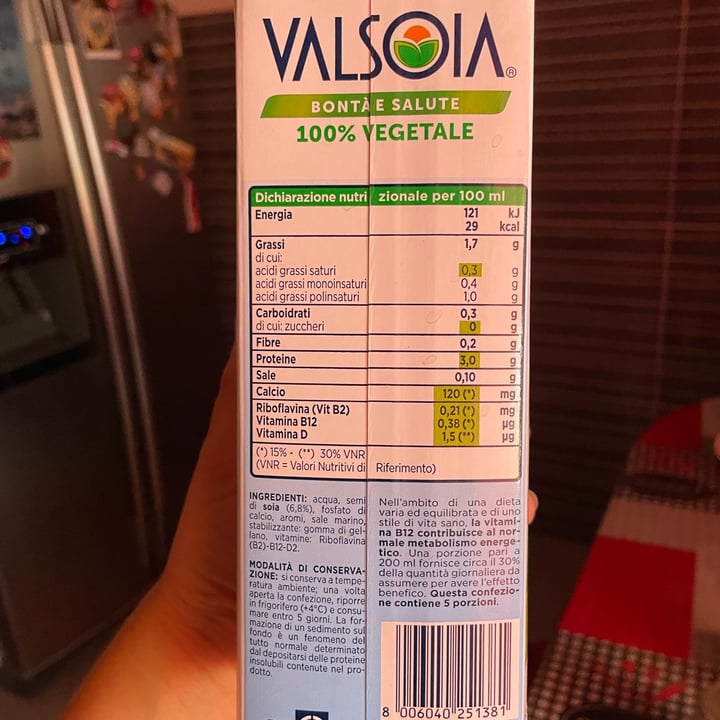 VALSOIA®
BONTÀ E SALUTE
100% VEGETALE
Dichiarazione nutrizionale per 100 ml
Energia 121 kJ
29 kcal
Grassi 1,7 g
di cui:
acidi grassi saturi 0,3 g
acidi grassi monoinsaturi 0,4 g
acidi grassi polinsaturi 1,0 g
Carboidrati 0,3 g
di cui: zuccheri 0 g
Fibre 0,2 g
Proteine 3,0 g
Sale 0,10 g
Calcio 120 (*) mg
Riboflavina (Vit B2) 0,21 (*) mg
Vitamina B12 0,38 (*) µg
Vitamina D 1,5 (**) µg
(*) 15% - (**) 30% VNR
(VNR = Valori Nutritivi di Riferimento)
INGREDIENTI: acqua, semi
di soia (6,8%), fosfato di
calcio, aromi, sale marino,
stabilizzante: gomma di gel-
lano, vitamine: Riboflavina
(B2)-B12-D2.
MODALITÀ DI CONSERVA-
ZIONE: si conserva a tempe-
ratura ambiente; una volta
aperta la confezione, riporre
in frigorifero (+4°C) e consu-
mare entro 5 giorni. La for-
mazione di un sedimento sul
fondo è un fenomeno del
tutto normale determinato
dal depositarsi delle proteine
insolubili contenute nel pro-
dotto.
Nell'ambito di una dieta
varia ed equilibrata e di uno
stile di vita sano, la vitami-
na B12 contribuisce al nor-
male metabolismo energe-
tico. Una porzione pari a
200 ml fornisce circa il 30%
della quantità giornaliera da
assumere per avere l'effetto
benefico. Questa confezio-
ne contiene 5 porzioni.
8 006040 251381